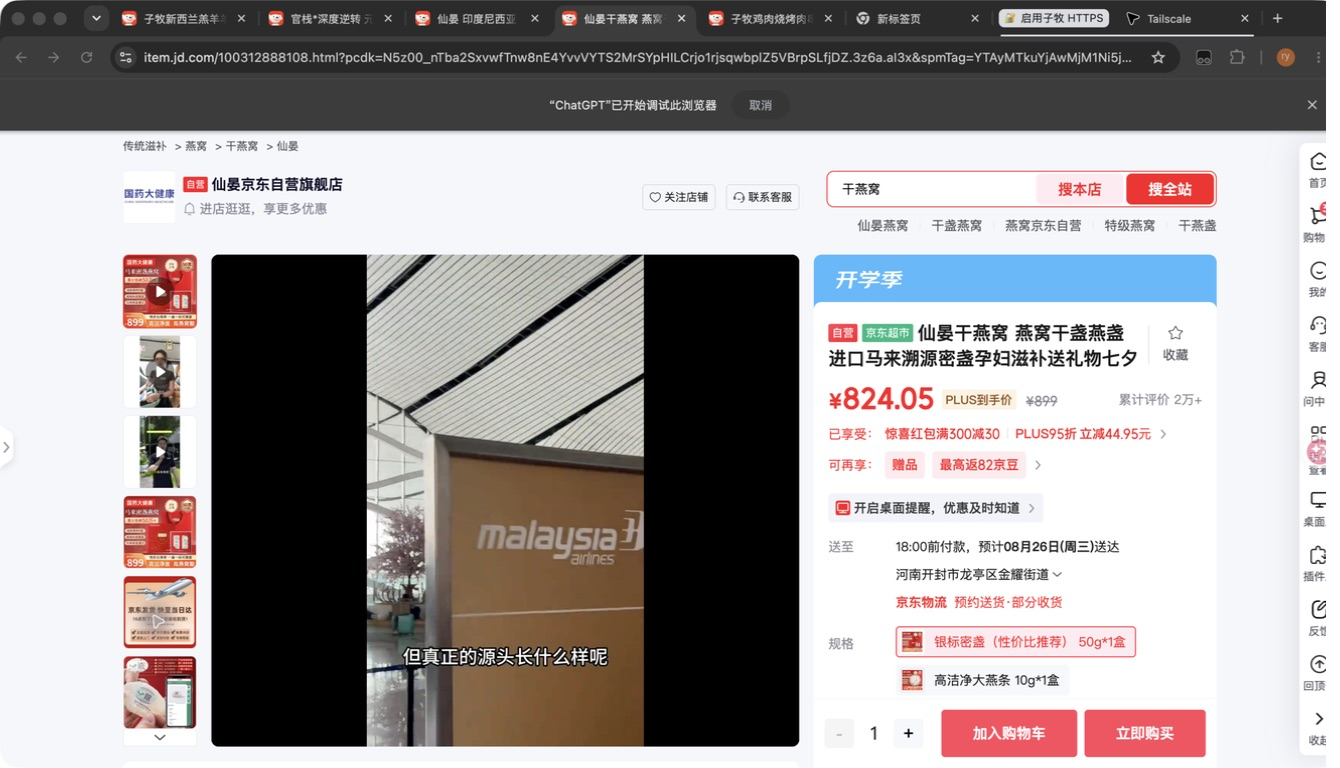 子牧新西兰羔羊
官栈*深度逆转
仙晏 印度尼西亚
仙晏干燕窝 燕窝
子牧鸡肉烧烤肉
新标签页
启用子牧 HTTPS
Tailscale
item.jd.com/100312888108.html?pcdk=N5z00_nTba2SxvwfTnw8nE4YvvVYTS2MrSYpHILCrjo1rjsqwbplZ5VBrpSLfjDZ.3z6a.al3x&spmTag=YTAyMTkuYjAwMjM1Ni5j...
ry
“ChatGPT”已开始调试此浏览器
取消
传统滋补 > 燕窝 > 干燕窝 > 仙晏
国药大健康
自营 仙晏京东自营旗舰店
进店逛逛，享更多优惠
关注店铺
联系客服
干燕窝
搜本店
搜全站
仙晏燕窝
干盏燕窝
燕窝京东自营
特级燕窝
干燕盏
malaysia
airlines
但真正的源头长什么样呢
899
899
京东发货 快至当日达
开学季
自营 京东超市 仙晏干燕窝 燕窝干盏燕盏
进口马来溯源密盏孕妇滋补送礼物七夕
收藏
¥824.05 PLUS到手价 ¥899
累计评价 2万+
已享受： 惊喜红包满300减30 PLUS95折 立减44.95元 >
可再享： 赠品 最高返82京豆 >
开启桌面提醒，优惠及时知道 >
送至
18:00前付款，预计08月26日(周三)送达
河南开封市龙亭区金耀街道
京东物流 预约送货·部分收货
规格
银标密盏（性价比推荐） 50g*1盒
高洁净大燕条 10g*1盒
- 1 +
加入购物车
立即购买
首页
购物
我的
客服
问中
桌面
插件
反馈
回顶
收起